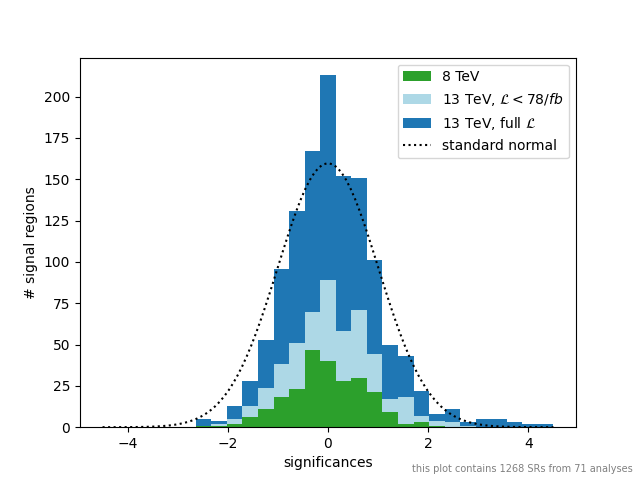 8 TeV
13 TeV, ℒ < 78/fb
13 TeV, full ℒ
standard normal
200
175
150
125
100
75
50
25
0
# signal regions
−4 −2 0 2 4
significances
this plot contains 1268 SRs from 71 analyses